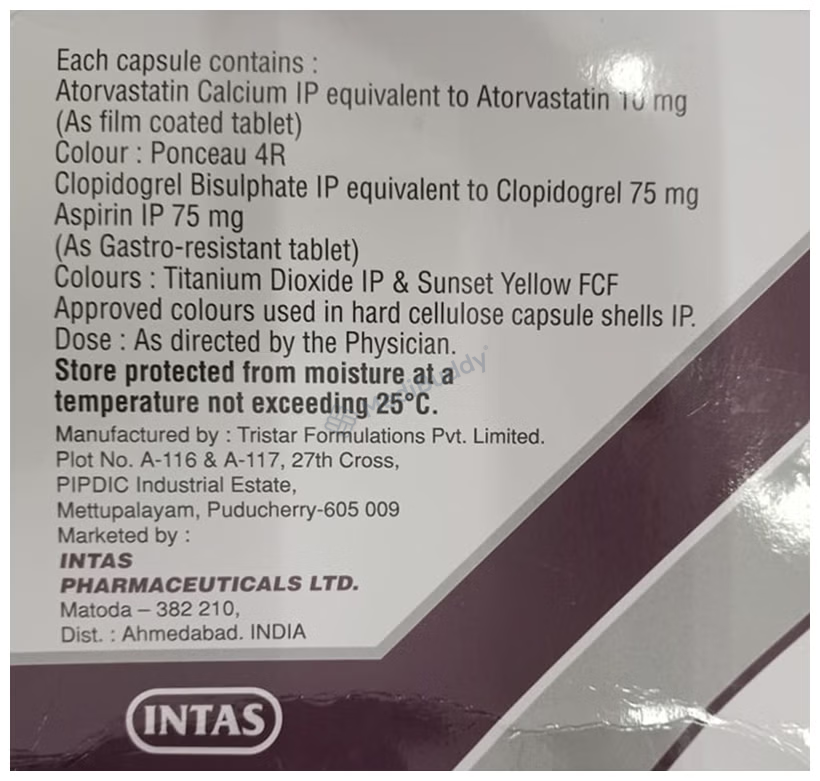 Each capsule contains :
Atorvastatin Calcium IP equivalent to Atorvastatin 10 mg
(As film coated tablet)
Colour : Ponceau 4R
Clopidogrel Bisulphate IP equivalent to Clopidogrel 75 mg
Aspirin IP 75 mg
(As Gastro-resistant tablet)
Colours : Titanium Dioxide IP & Sunset Yellow FCF
Approved colours used in hard cellulose capsule shells IP.
Dose : As directed by the Physician.
Store protected from moisture at a
temperature not exceeding 25°C.
MediBuddy
Manufactured by : Tristar Formulations Pvt. Limited.
Plot No. A-116 & A-117, 27th Cross,
PIPDIC Industrial Estate,
Mettupalayam, Puducherry-605 009
Marketed by :
INTAS
PHARMACEUTICALS LTD.
Matoda – 382 210,
Dist. : Ahmedabad. INDIA
INTAS